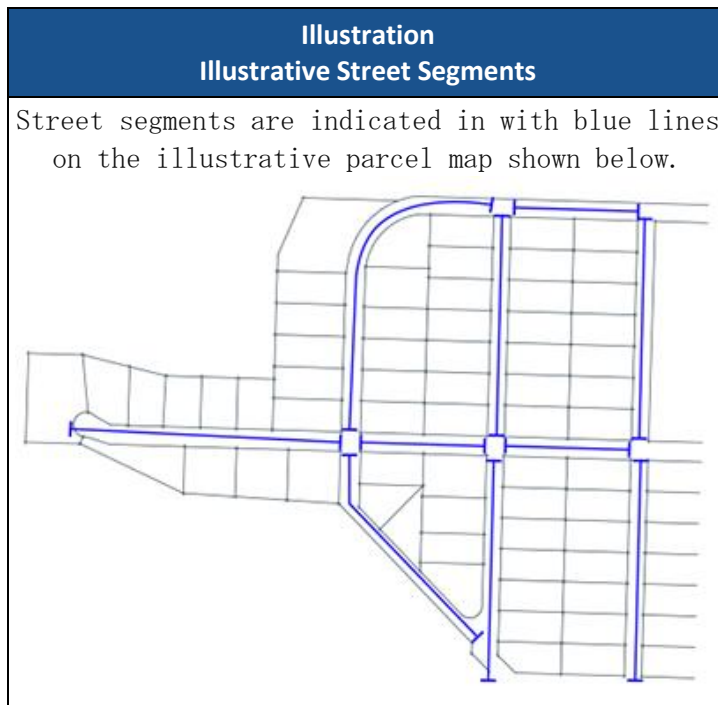 Illustration
Illustrative Street Segments
Street segments are indicated in with blue lines
on the illustrative parcel map shown below.